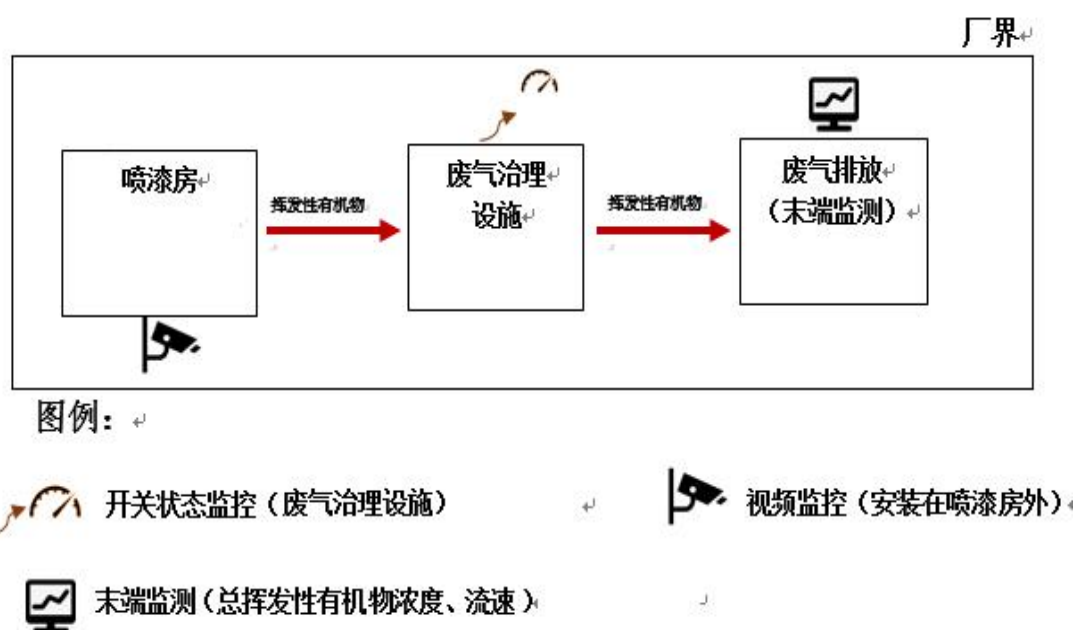 厂界
喷漆房
挥发性有机物
废气治理
设施
挥发性有机物
废气排放
（末端监测）
图例：
开关状态监控（废气治理设施）
视频监控（安装在喷漆房外）
末端监测（总挥发性有机物浓度、流速）